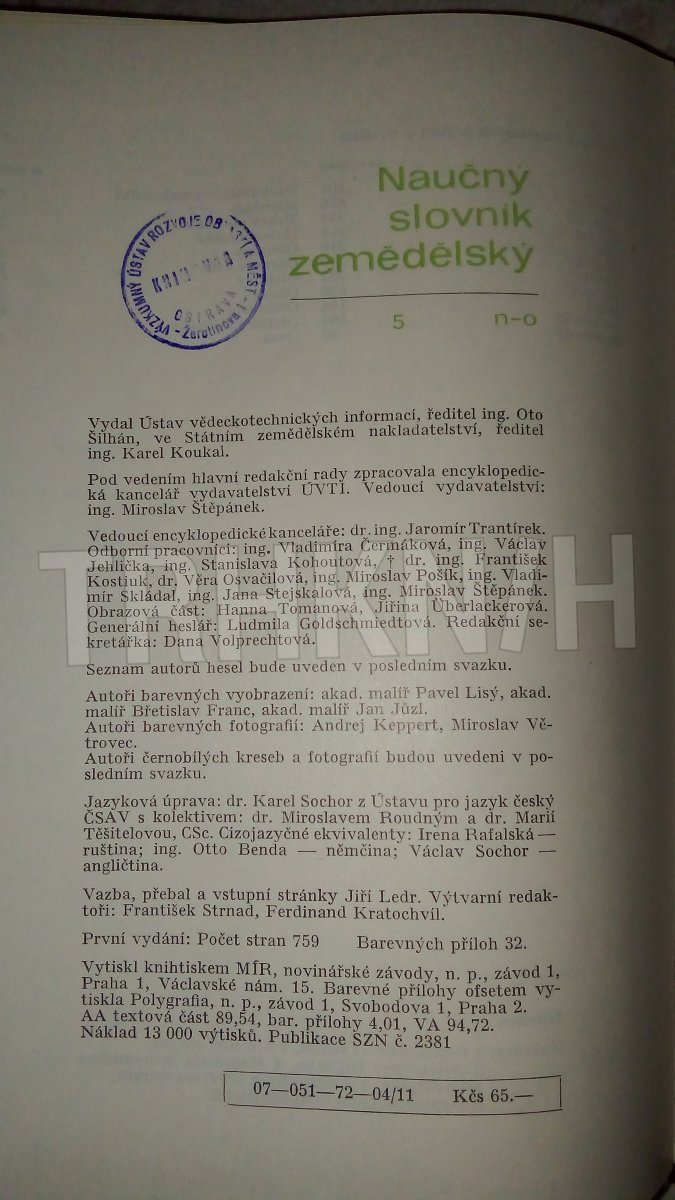 Naučný
slovník
zemědělský
5 n-o
VÝZKUMNÝ ÚSTAV ROZVOJE OBLASTÍ A MĚST
OSTRAVA
- Žerotínova 1 -
Vydal Ústav vědeckotechnických informací, ředitel ing. Oto
Šilhán, ve Státním zemědělském nakladatelství, ředitel
ing. Karel Koukal.
Pod vedením hlavní redakční rady zpracovala encyklopedic-
ká kancelář vydavatelství ÚVTI. Vedoucí vydavatelství:
ing. Miroslav Štěpánek.
Vedoucí encyklopedické kanceláře: dr. ing. Jaromír Trantírek.
Odborní pracovníci: ing. Vladimíra Čermáková, ing. Václav
Jehlička, ing. Stanislava Kohoutová, † dr. ing. František
Kostiuk, dr. Věra Osvačilová, ing. Miroslav Pošík, ing. Vladi-
mír Skládal, ing. Jana Stejskalová, ing. Miroslav Štěpánek.
Obrazová část: Hanna Tomanová, Jiřina Überlackerová.
Generální heslář: Ludmila Goldschmiedtová. Redakční se-
kretářka: Dana Volprechtová.
Seznam autorů hesel bude uveden v posledním svazku.
Autoři barevných vyobrazení: akad. malíř Pavel Lisý, akad.
malíř Břetislav Franc, akad. malíř Jan Jůzl.
Autoři barevných fotografií: Andrej Keppert, Miroslav Vě-
trovec.
Autoři černobílých kreseb a fotografií budou uvedeni v po-
sledním svazku.
Jazyková úprava: dr. Karel Sochor z Ústavu pro jazyk český
ČSAV s kolektivem: dr. Miroslavem Roudným a dr. Marií
Těšitelovou, CSc. Cizojazyčné ekvivalenty: Irena Rafalská —
ruština; ing. Otto Benda — němčina; Václav Sochor —
angličtina.
Vazba, přebal a vstupní stránky Jiří Ledr. Výtvarní redak-
toři: František Strnad, Ferdinand Kratochvíl.
První vydání: Počet stran 759 Barevných příloh 32.
Vytiskl knihtiskem MÍR, novinářské závody, n. p., závod 1,
Praha 1, Václavské nám. 15. Barevné přílohy ofsetem vy-
tiskla Polygrafia, n. p., závod 1, Svobodova 1, Praha 2.
AA textová část 89,54, bar. přílohy 4,01, VA 94,72.
Náklad 13 000 výtisků. Publikace SZN č. 2381
07—051—72—04/11 Kčs 65.—